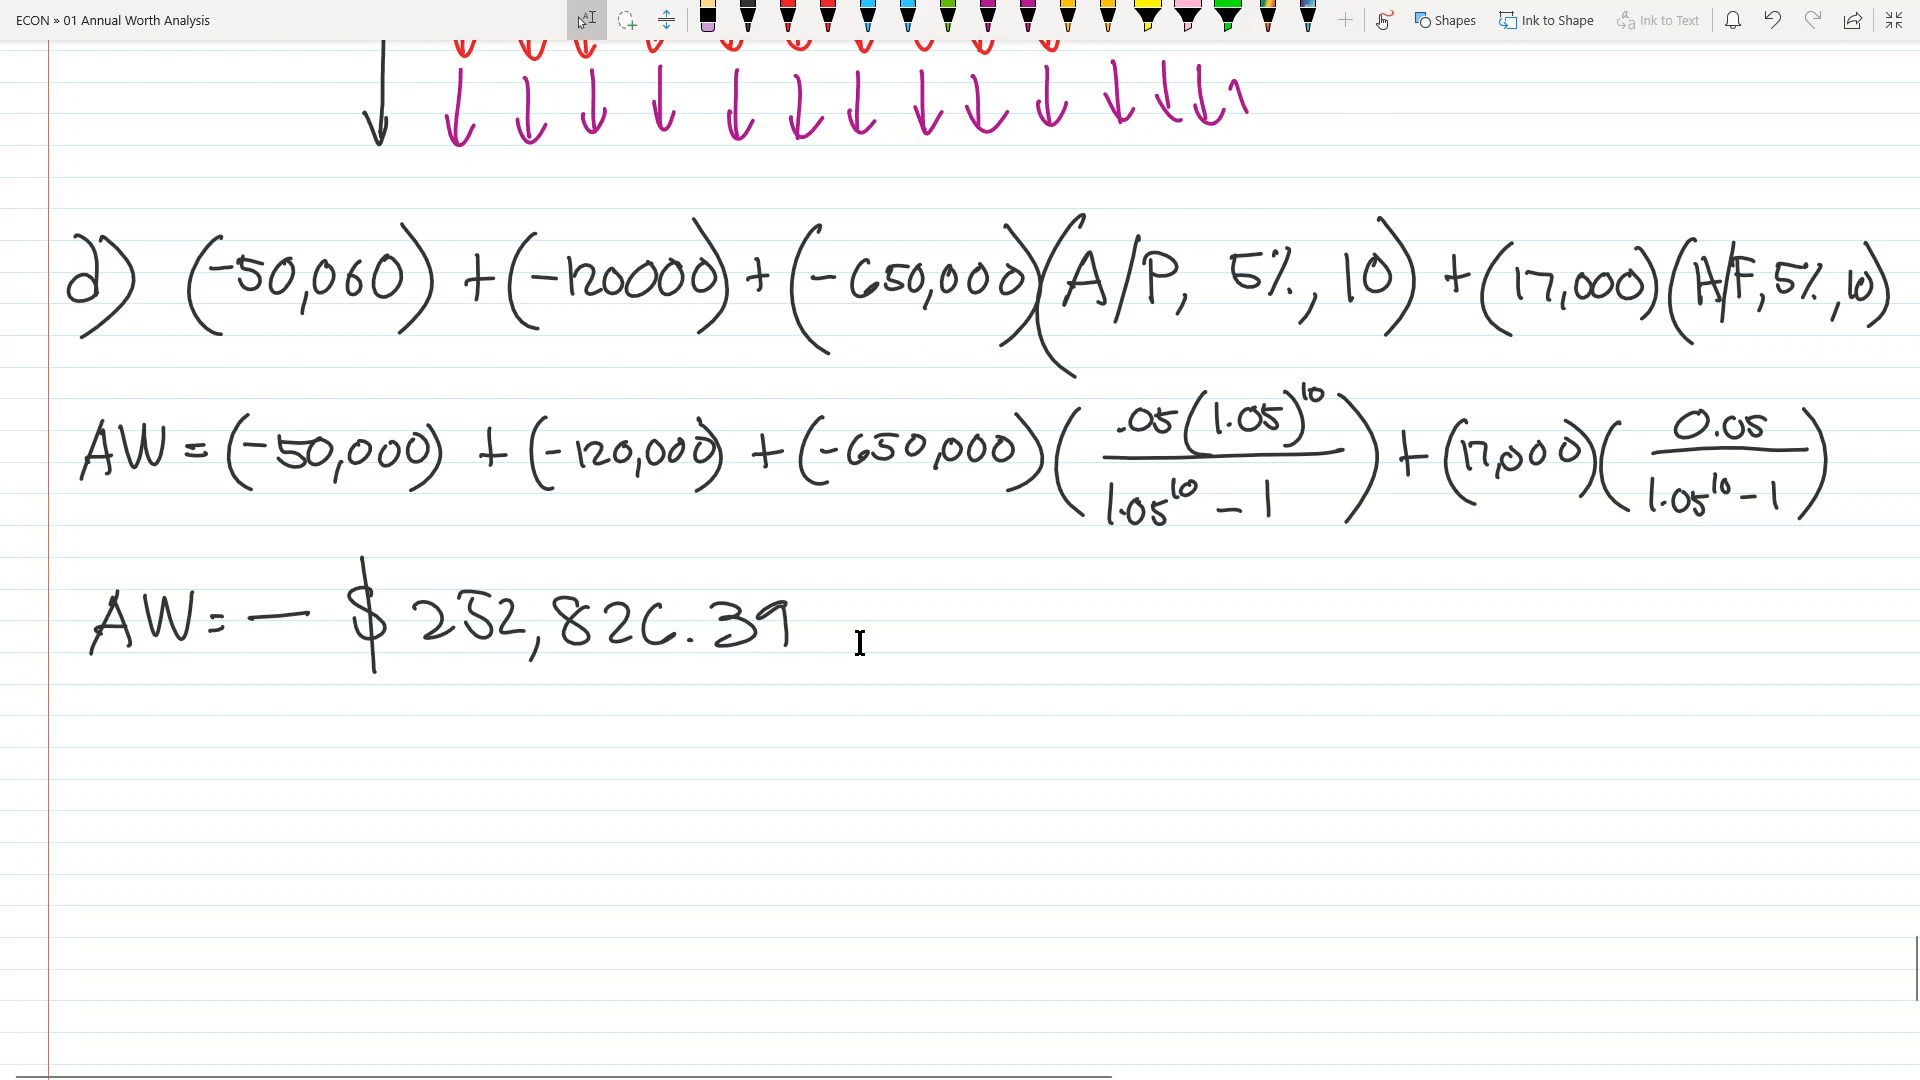 ECON » 01 Annual Worth Analysis
Shapes Ink to Shape Ink to Text
d) (-50,060) + (-120000) + (-650,000)(A/P, 5%, 10) + (17,000)(A/F, 5%, 10)
AW = (-50,000) + (-120,000) + (-650,000)(.05(1.05)^10 / 1.05^10 - 1) + (17,000)(0.05 / 1.05^10 - 1)
AW = - $ 252,826.39